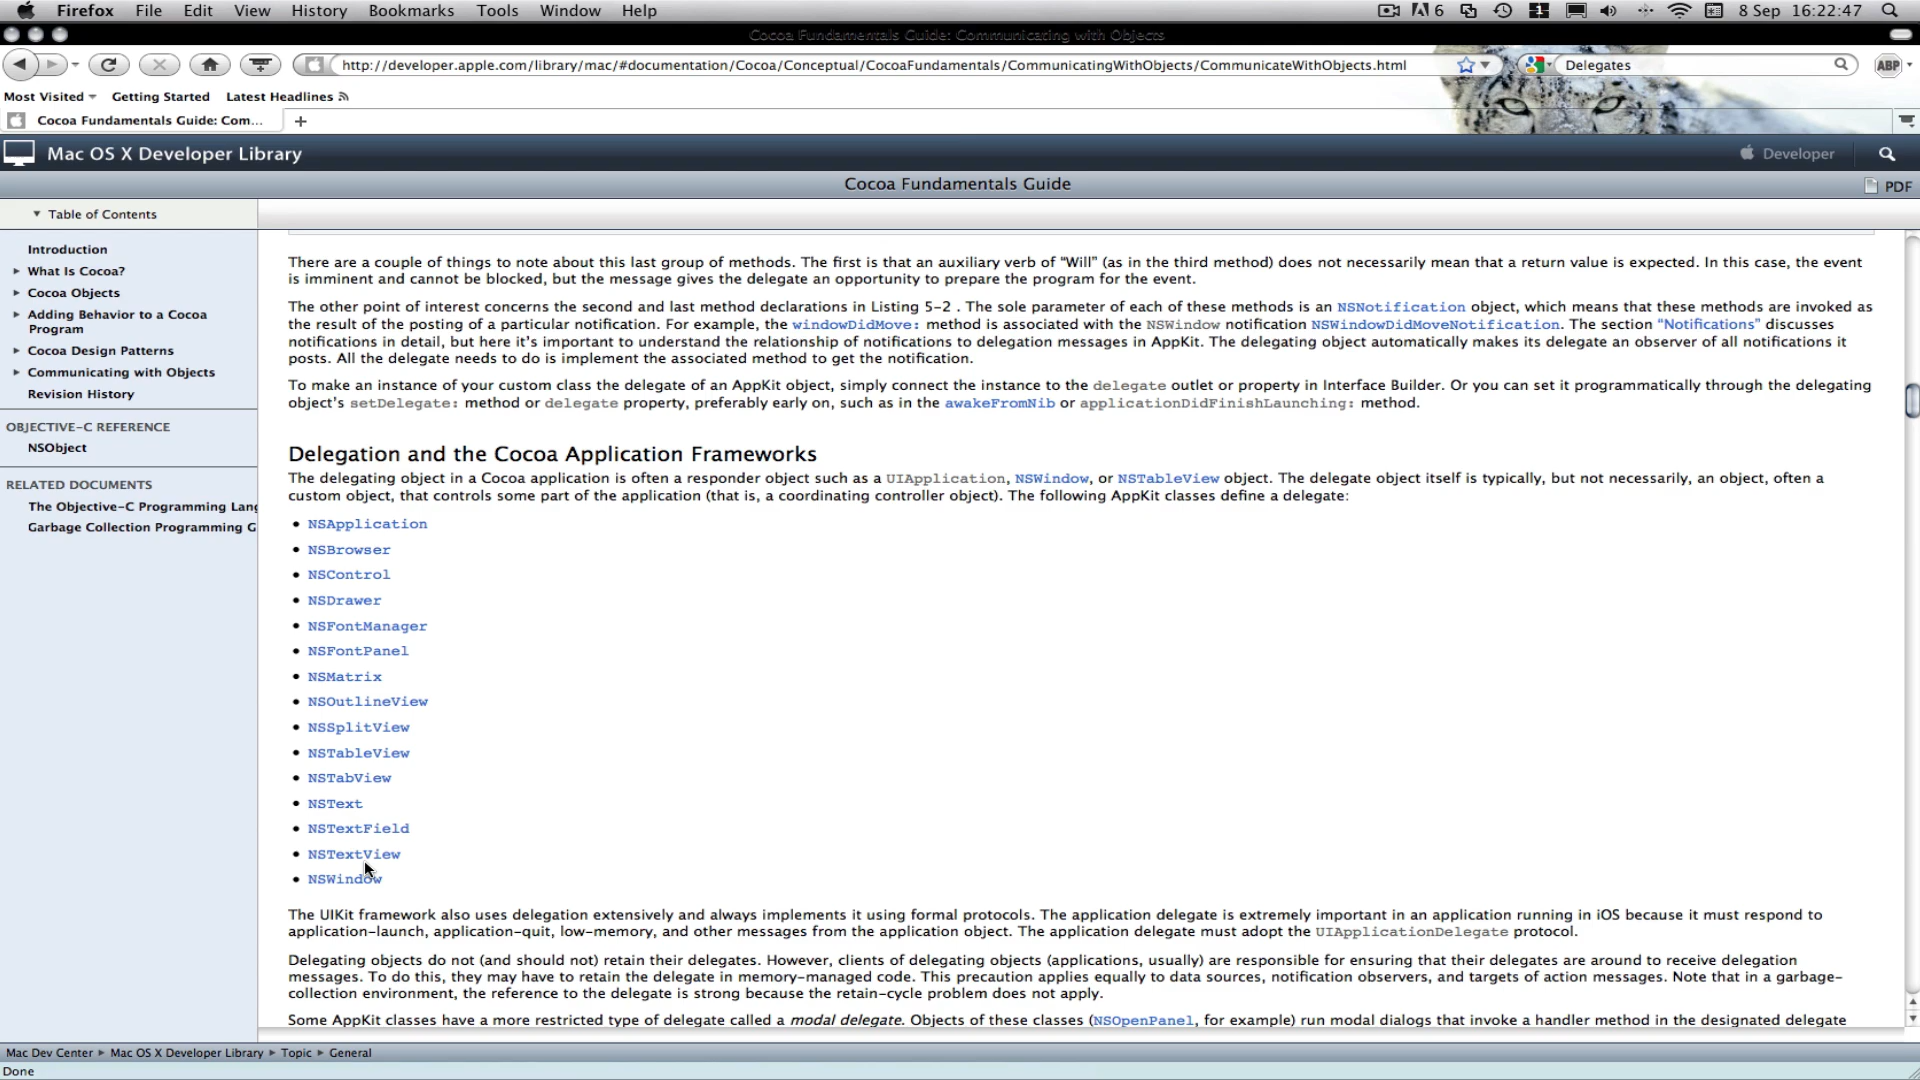 Firefox File Edit View History Bookmarks Tools Window Help 6 1 8 Sep 16:22:47
Cocoa Fundamentals Guide: Communicating with Objects
http://developer.apple.com/library/mac/#documentation/Cocoa/Conceptual/CocoaFundamentals/CommunicatingWithObjects/CommunicateWithObjects.html Delegates ABP
Most Visited Getting Started Latest Headlines
Cocoa Fundamentals Guide: Com...
Mac OS X Developer Library Developer
Cocoa Fundamentals Guide PDF
Table of Contents
Introduction
What Is Cocoa?
Cocoa Objects
Adding Behavior to a Cocoa
Program
Cocoa Design Patterns
Communicating with Objects
Revision History
OBJECTIVE-C REFERENCE
NSObject
RELATED DOCUMENTS
The Objective-C Programming Lang
Garbage Collection Programming G
There are a couple of things to note about this last group of methods. The first is that an auxiliary verb of “Will” (as in the third method) does not necessarily mean that a return value is expected. In this case, the event
is imminent and cannot be blocked, but the message gives the delegate an opportunity to prepare the program for the event.
The other point of interest concerns the second and last method declarations in Listing 5-2 . The sole parameter of each of these methods is an NSNotification object, which means that these methods are invoked as
the result of the posting of a particular notification. For example, the windowDidMove: method is associated with the NSWindow notification NSWindowDidMoveNotification. The section “Notifications” discusses
notifications in detail, but here it’s important to understand the relationship of notifications to delegation messages in AppKit. The delegating object automatically makes its delegate an observer of all notifications it
posts. All the delegate needs to do is implement the associated method to get the notification.
To make an instance of your custom class the delegate of an AppKit object, simply connect the instance to the delegate outlet or property in Interface Builder. Or you can set it programmatically through the delegating
object’s setDelegate: method or delegate property, preferably early on, such as in the awakeFromNib or applicationDidFinishLaunching: method.
Delegation and the Cocoa Application Frameworks
The delegating object in a Cocoa application is often a responder object such as a UIApplication, NSWindow, or NSTableView object. The delegate object itself is typically, but not necessarily, an object, often a
custom object, that controls some part of the application (that is, a coordinating controller object). The following AppKit classes define a delegate:
• NSApplication
• NSBrowser
• NSControl
• NSDrawer
• NSFontManager
• NSFontPanel
• NSMatrix
• NSOutlineView
• NSSplitView
• NSTableView
• NSTabView
• NSText
• NSTextField
• NSTextView
• NSWindow
The UIKit framework also uses delegation extensively and always implements it using formal protocols. The application delegate is extremely important in an application running in iOS because it must respond to
application-launch, application-quit, low-memory, and other messages from the application object. The application delegate must adopt the UIApplicationDelegate protocol.
Delegating objects do not (and should not) retain their delegates. However, clients of delegating objects (applications, usually) are responsible for ensuring that their delegates are around to receive delegation
messages. To do this, they may have to retain the delegate in memory-managed code. This precaution applies equally to data sources, notification observers, and targets of action messages. Note that in a garbage-
collection environment, the reference to the delegate is strong because the retain-cycle problem does not apply.
Some AppKit classes have a more restricted type of delegate called a modal delegate. Objects of these classes (NSOpenPanel, for example) run modal dialogs that invoke a handler method in the designated delegate
Mac Dev Center Mac OS X Developer Library Topic General
Done